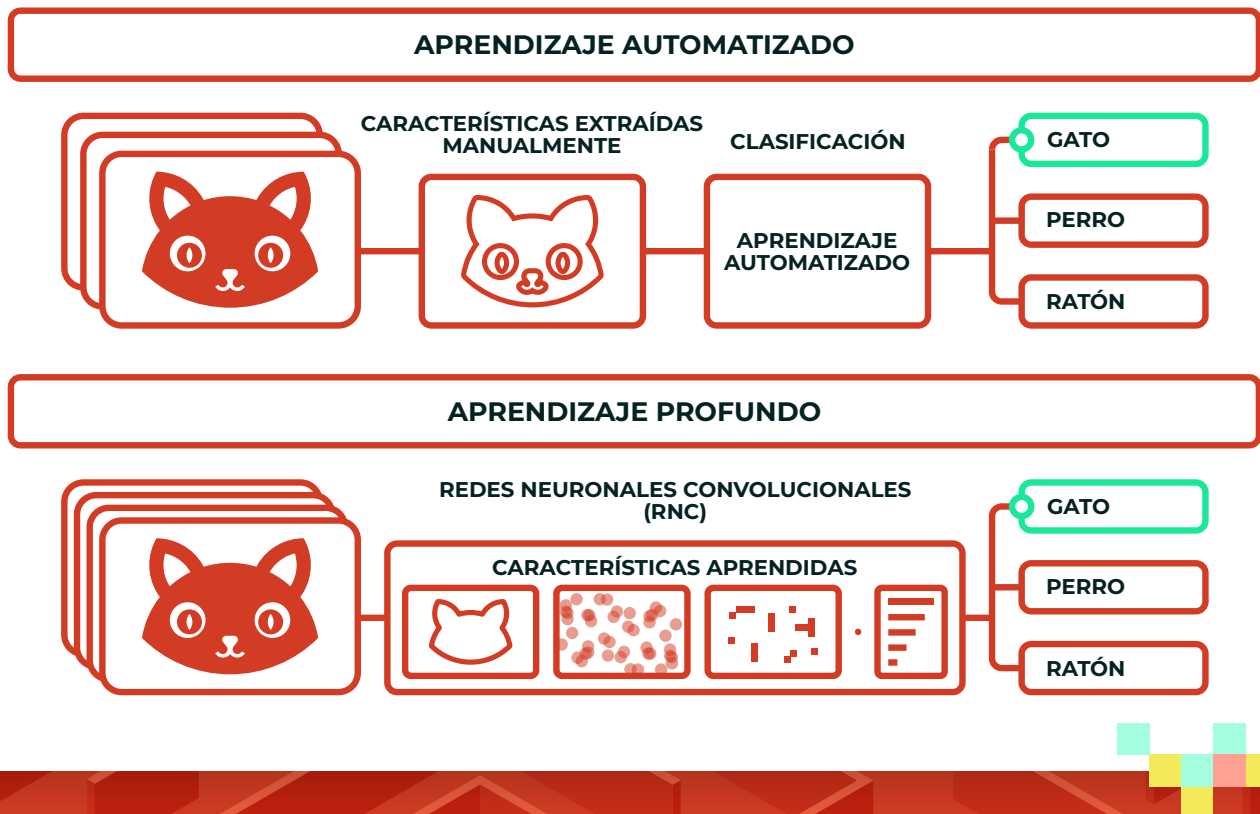 APRENDIZAJE AUTOMATIZADO
CARACTERÍSTICAS EXTRAÍDAS
MANUALMENTE
CLASIFICACIÓN
APRENDIZAJE
AUTOMATIZADO
GATO
PERRO
RATÓN
APRENDIZAJE PROFUNDO
REDES NEURONALES CONVOLUCIONALES
(RNC)
CARACTERÍSTICAS APRENDIDAS
GATO
PERRO
RATÓN